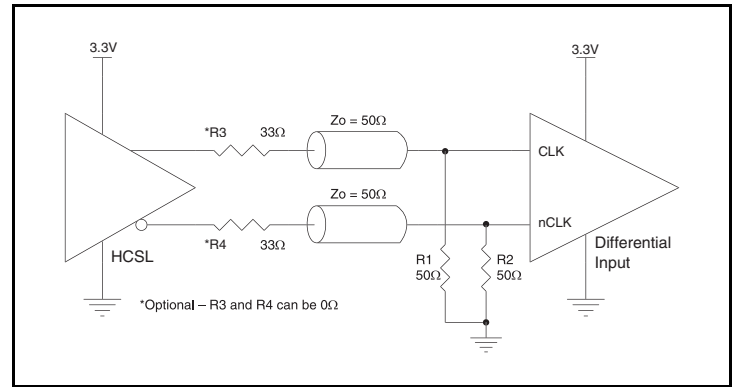 3.3V
3.3V
*R3 33Ω
Zo = 50Ω
CLK
Zo = 50Ω
nCLK
*R4 33Ω
HCSL
R1
50Ω
R2
50Ω
Differential
Input
*Optional – R3 and R4 can be 0Ω